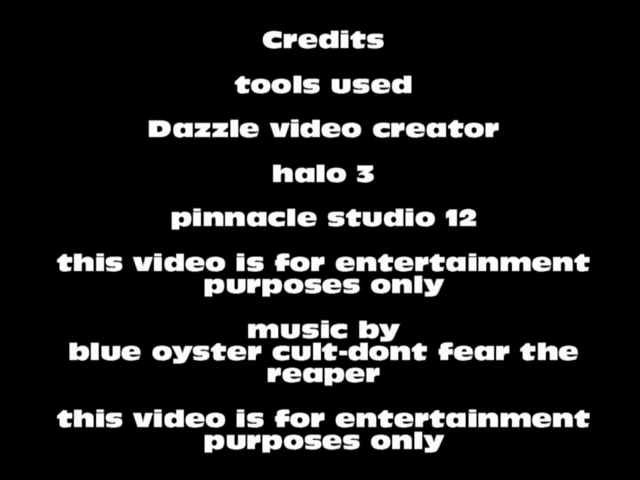 Credits
tools used
Dazzle video creator
halo 3
pinnacle studio 12
this video is for entertainment
purposes only
music by
blue oyster cult-dont fear the
reaper
this video is for entertainment
purposes only